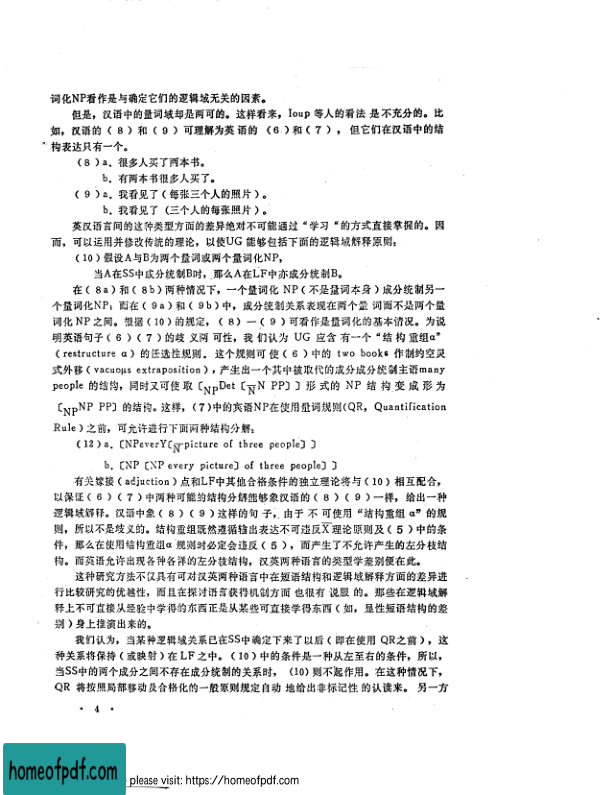 词化NP看作是与确定它们的逻辑域无关的因素。
但是，汉语中的量词域却是两可的。这样看来，Ioup 等人的看法 是不充分的。比
如，汉语的（8）和（9）可理解为英语的 （6）和（7）， 但它们在汉语中的结
构表达只有一个。
（8）a．很多人买了两本书。
b．有两本书很多人买了。
（9）a．我看见了（每张三个人的照片）。
b．我看见了（三个人的每张照片）。
英汉语言间的这种类型方面的差异绝对不可能通过“学习“的方式直接掌握的。因
而，可以运用并修改传统的理论，以使UG 能够包括下面的逻辑域解释原则：
（10）假设A与B为两个量词或两个量词化NP，
当A在SS中成分统制B时，那么A在LF中亦成分统制B。
在（8a）和（8b）两种情况下，一个量词化 NP（不是量词本身）成分统制另一
个量词化NP；而在（9a）和（9b）中，成分统制关系表现在两个量 词而不是两个量
词化 NP 之间。根据（10）的规定，（8）—（9）可看作是量词化的基本情况。为说
明英语句子（6）（7）的歧 义两 可性，我 们认为 UG 应含 有一个“结 构 重组α”
（restructure α）的任选性规则。 这个规则可 使（6）中的 two books 作制的空灵
式外移（vacuous extraposition），产生出一个其中被取代的成分成分统制主语many
people 的结构，同时又可使 取〔NPDet〔N̄N PP〕〕形式的 NP 结 构 变 成 形 为
〔NPNP PP〕的结构。这样，（7）中的宾语NP在使用量词规则（QR，Quantification
Rule）之前，可允许进行下面两种结构分解：
（12）a．〔NPeverY〔N̄picture of three people〕〕
b．〔NP〔NP every picture〕of three people〕〕
有关嫁接（adjuction）点和LF中其他合格条件的独立理论将与（10）相互配合，
以保证（6）（7）中两种可能的结构分解能够象汉语的（8）（9）一样，给出一种
逻辑域解释。汉语中象（8）（9）这样的句 子，由于 不 可使用“结构重组 α”的规
则，所以不是歧义的。结构重组既然遵循输出表达不可违反X̄理论原则及（5）中的条
件，那么在使用结构重组α 规则时必定会违反（5），而产生了不允许产生的左分枝结
构。而英语允许出现各种各样的左分枝结构，汉英两种语言的类型学差别便在此。
这种研究方法不仅具有可对汉英两种语言中在短语结构和逻辑域解释方面的差异进
行比较研究的优越性，而且在探讨语言获得机制方面 也很有 说服 的。那些在逻辑域解
释上不可直接从经验中学得的东西正是从某些可直接学得东西（如，显性短语结构的差
别）身上推演出来的。
我们认为，当某种逻辑域关系已在SS中确定下来了以后（即在使用 QR之前），这
种关系将保持（或映射）在 LF 之中。（10）中的条件是一种从左至右的条件，所以，
当SS中的两个成分之间不存在成分统制的关系时，（10）则不起作用。在这种情况下，
QR 将按照局部移动及合格化的一般原则规定自动 地给出非标记性 的认读来。 另一方
• 4 •
homeofpdf.com
please visit: https://homeofpdf.com